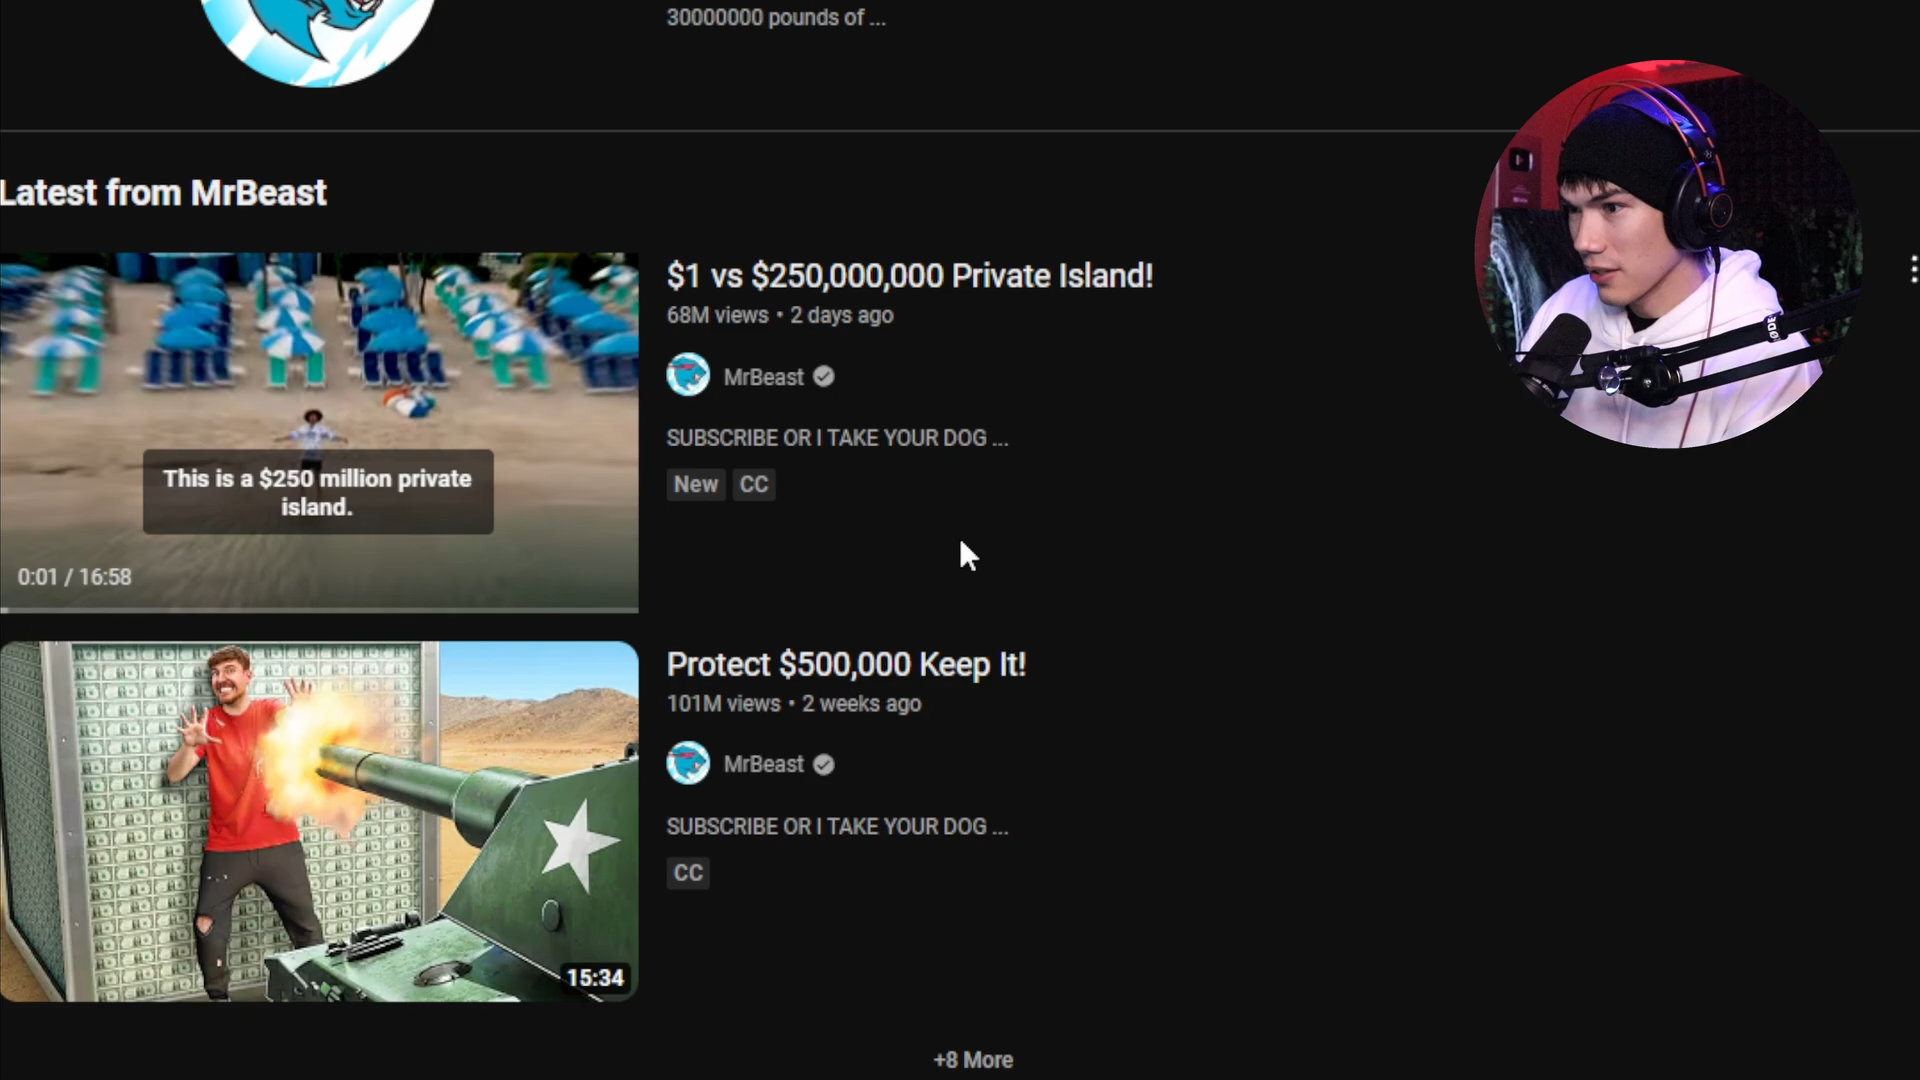 30000000 pounds of ...
Latest from MrBeast
$1 vs $250,000,000 Private Island!
68M views • 2 days ago
MrBeast
SUBSCRIBE OR I TAKE YOUR DOG ...
New CC
This is a $250 million private
island.
0:01 / 16:58
Protect $500,000 Keep It!
101M views • 2 weeks ago
MrBeast
SUBSCRIBE OR I TAKE YOUR DOG ...
CC
15:34
+8 More
RØDE